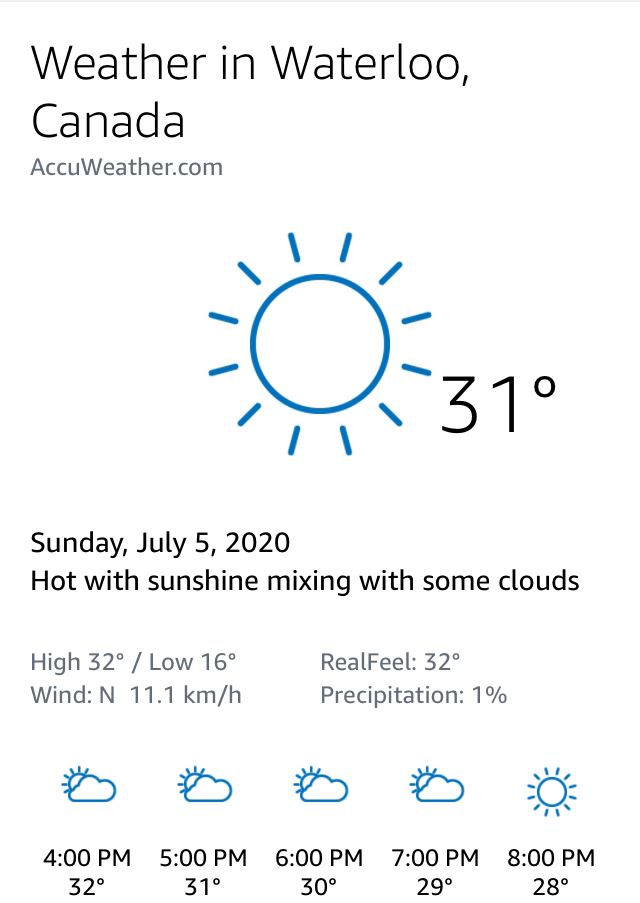 Weather in Waterloo,
Canada
AccuWeather.com
31°
Sunday, July 5, 2020
Hot with sunshine mixing with some clouds
High 32° / Low 16°
RealFeel: 32°
Wind: N  11.1 km/h
Precipitation: 1%
4:00 PM 5:00 PM 6:00 PM 7:00 PM 8:00 PM
32° 31° 30° 29° 28°